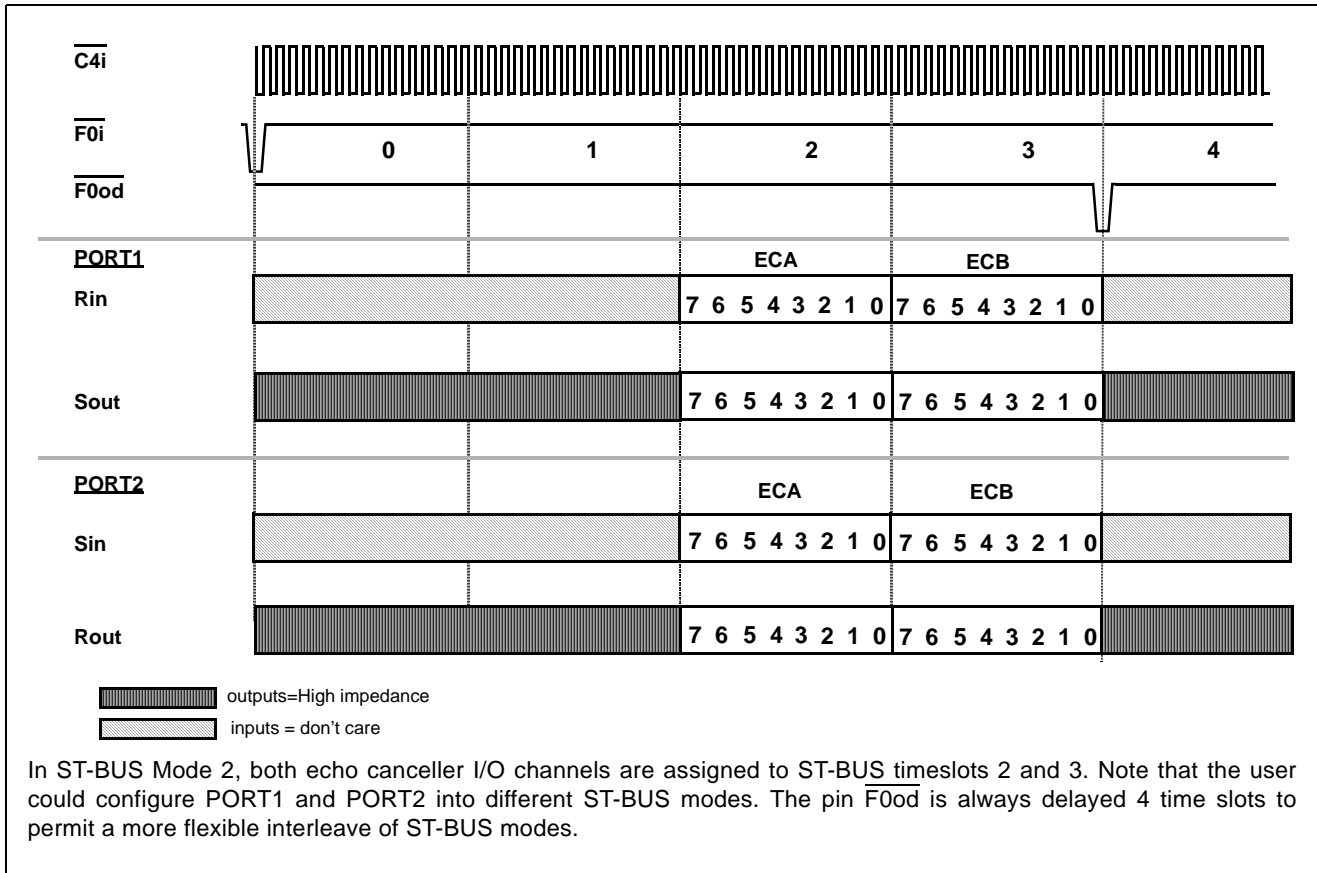 C4i
F0i
0 1 2 3 4
F0od
PORT1
ECA ECB
Rin
7 6 5 4 3 2 1 0 7 6 5 4 3 2 1 0
Sout
7 6 5 4 3 2 1 0 7 6 5 4 3 2 1 0
PORT2
ECA ECB
Sin
7 6 5 4 3 2 1 0 7 6 5 4 3 2 1 0
Rout
7 6 5 4 3 2 1 0 7 6 5 4 3 2 1 0
outputs=High impedance
inputs = don't care
In ST-BUS Mode 2, both echo canceller I/O channels are assigned to ST-BUS timeslots 2 and 3. Note that the user
could configure PORT1 and PORT2 into different ST-BUS modes. The pin F0od is always delayed 4 time slots to
permit a more flexible interleave of ST-BUS modes.